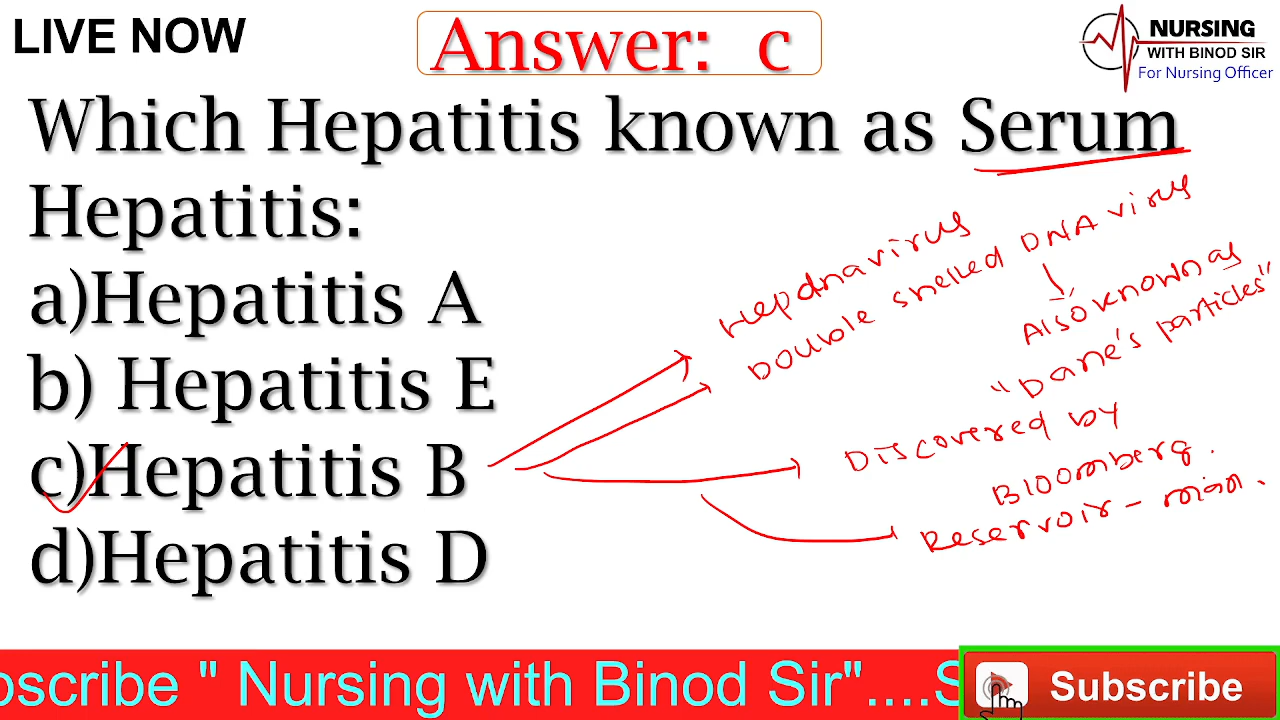 LIVE NOW
Answer: c
NURSING
WITH BINOD SIR
For Nursing Officer
Which Hepatitis known as Serum
Hepatitis:
a)Hepatitis A
b) Hepatitis E
c)Hepatitis B
d)Hepatitis D
Hepdnavirus
Double shelled DNA virus
Also known as
"Dane's particles"
Discovered by
Bloomberg.
Reservoir - man.
bscribe " Nursing with Binod Sir"....S
Subscribe